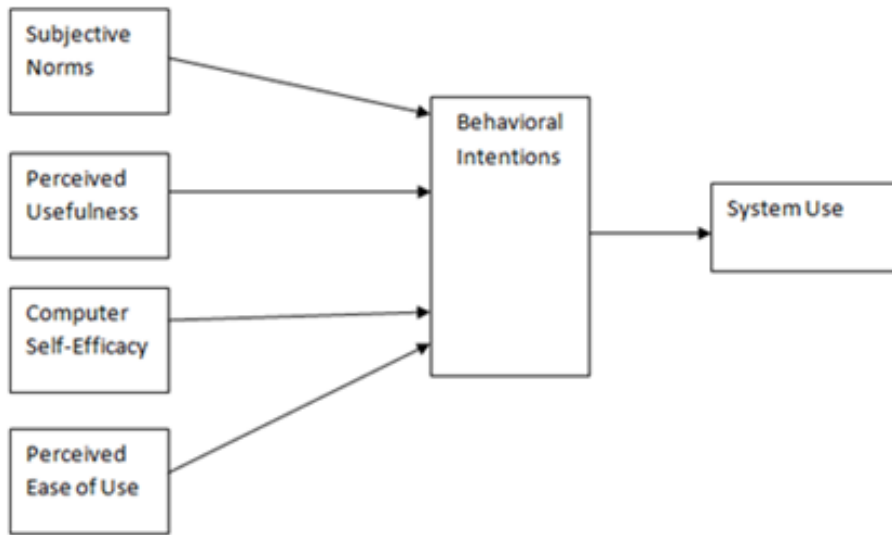 Subjective
Norms
Perceived
Usefulness
Computer
Self-Efficacy
Perceived
Ease of Use
Behavioral
Intentions
System Use